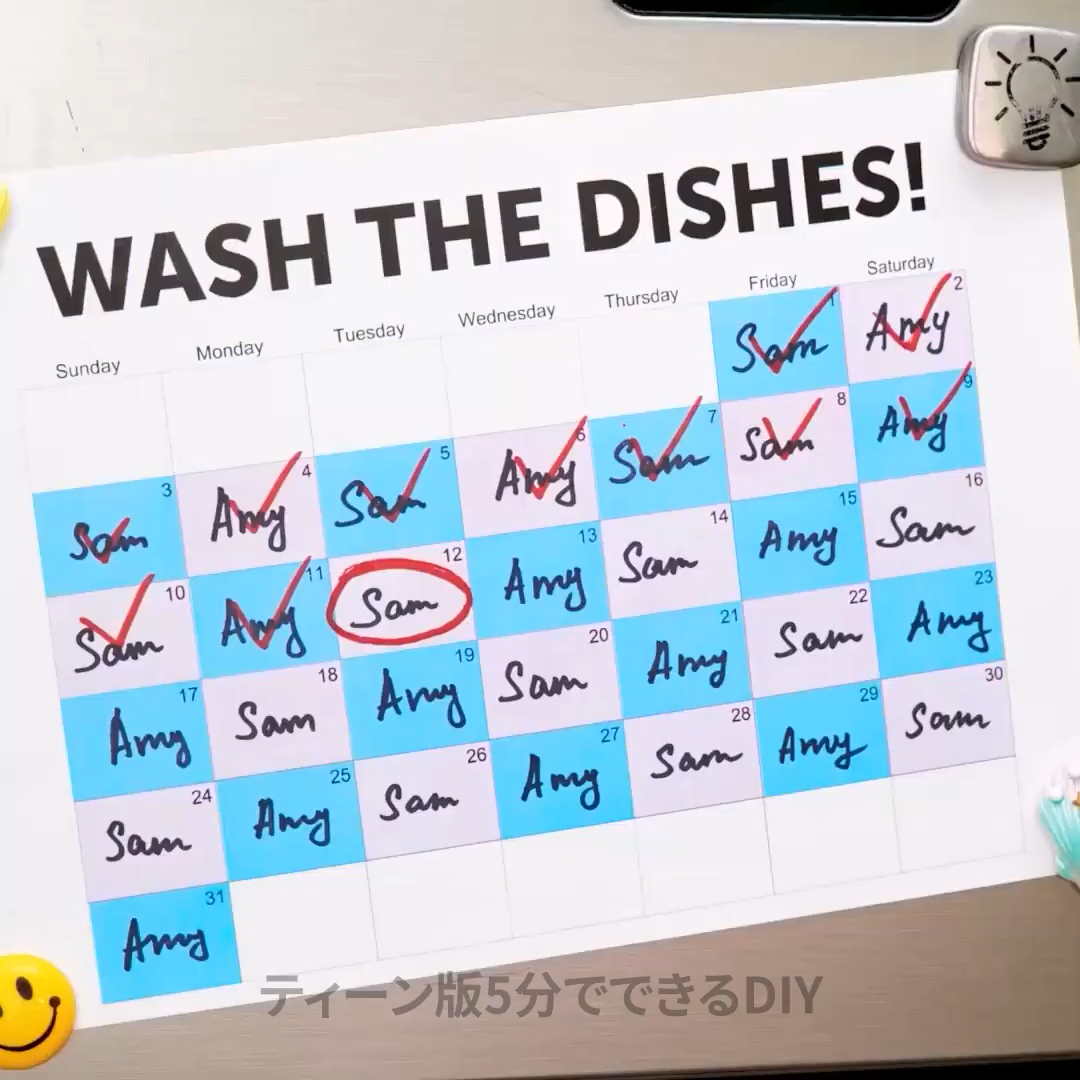 WASH THE DISHES!
Sunday Monday Tuesday Wednesday Thursday Friday Saturday
1 Sam 2 Amy
3 Sam 4 Amy 5 Sam 6 Amy 7 Sam 8 Sam 9 Amy
10 Sam 11 Amy 12 Sam 13 Amy 14 Sam 15 Amy 16 Sam
17 Amy 18 Sam 19 Amy 20 Sam 21 Amy 22 Sam 23 Amy
24 Sam 25 Amy 26 Sam 27 Amy 28 Sam 29 Amy 30 Sam
31 Amy
ティーン版5分でできるDIY